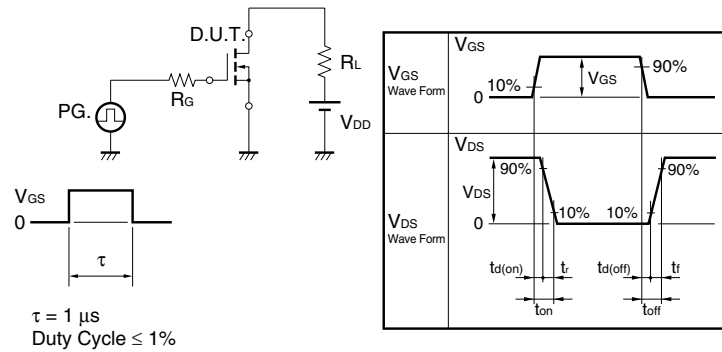 D.U.T.
RL
RG
PG.
VDD
VGS
0
τ
τ = 1 μs
Duty Cycle ≤ 1%
VGS
Wave Form
VGS
10%
VGS
90%
0
VDS
Wave Form
VDS
90%
90%
VDS
10%
10%
0
td(on)
tr
td(off)
tf
ton
toff